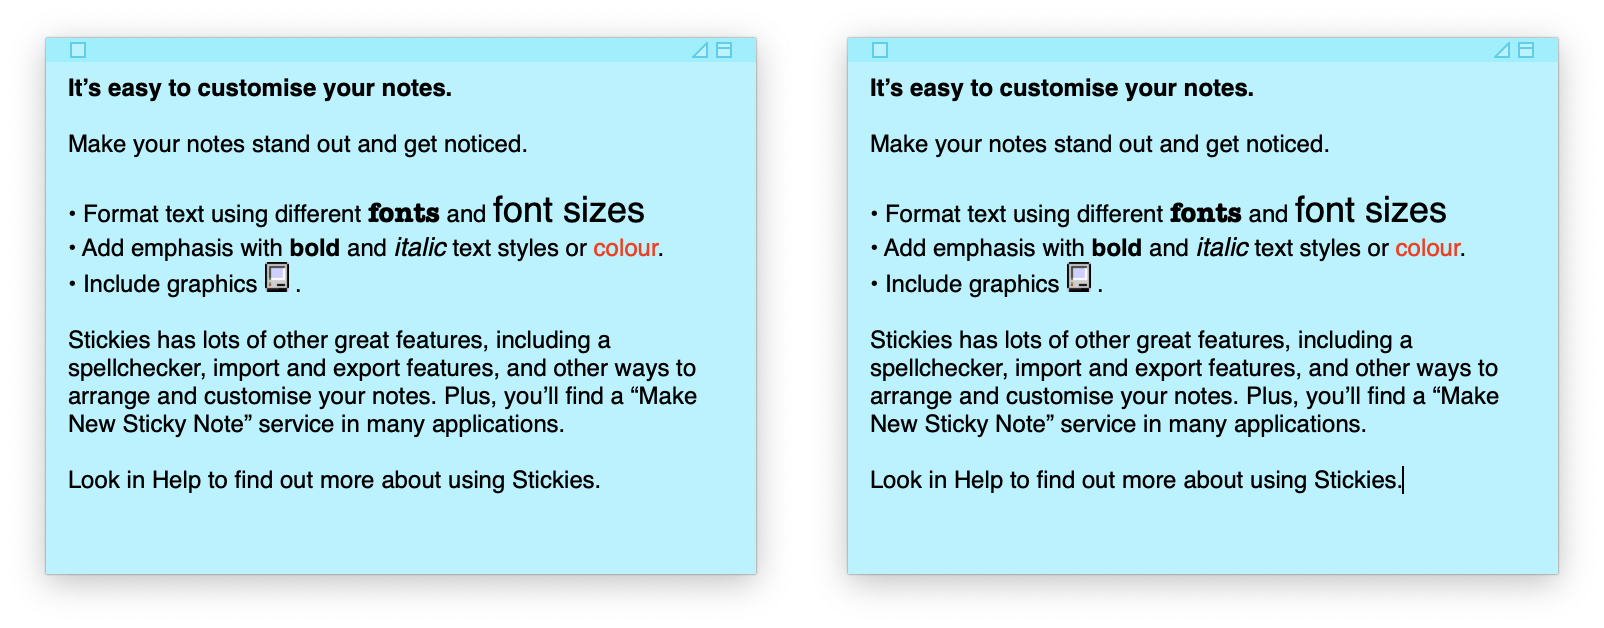 It’s easy to customise your notes.
Make your notes stand out and get noticed.
• Format text using different fonts and font sizes
• Add emphasis with bold and italic text styles or colour.
• Include graphics .
Stickies has lots of other great features, including a
spellchecker, import and export features, and other ways to
arrange and customise your notes. Plus, you’ll find a “Make
New Sticky Note” service in many applications.
Look in Help to find out more about using Stickies.
It’s easy to customise your notes.
Make your notes stand out and get noticed.
• Format text using different fonts and font sizes
• Add emphasis with bold and italic text styles or colour.
• Include graphics .
Stickies has lots of other great features, including a
spellchecker, import and export features, and other ways to
arrange and customise your notes. Plus, you’ll find a “Make
New Sticky Note” service in many applications.
Look in Help to find out more about using Stickies.